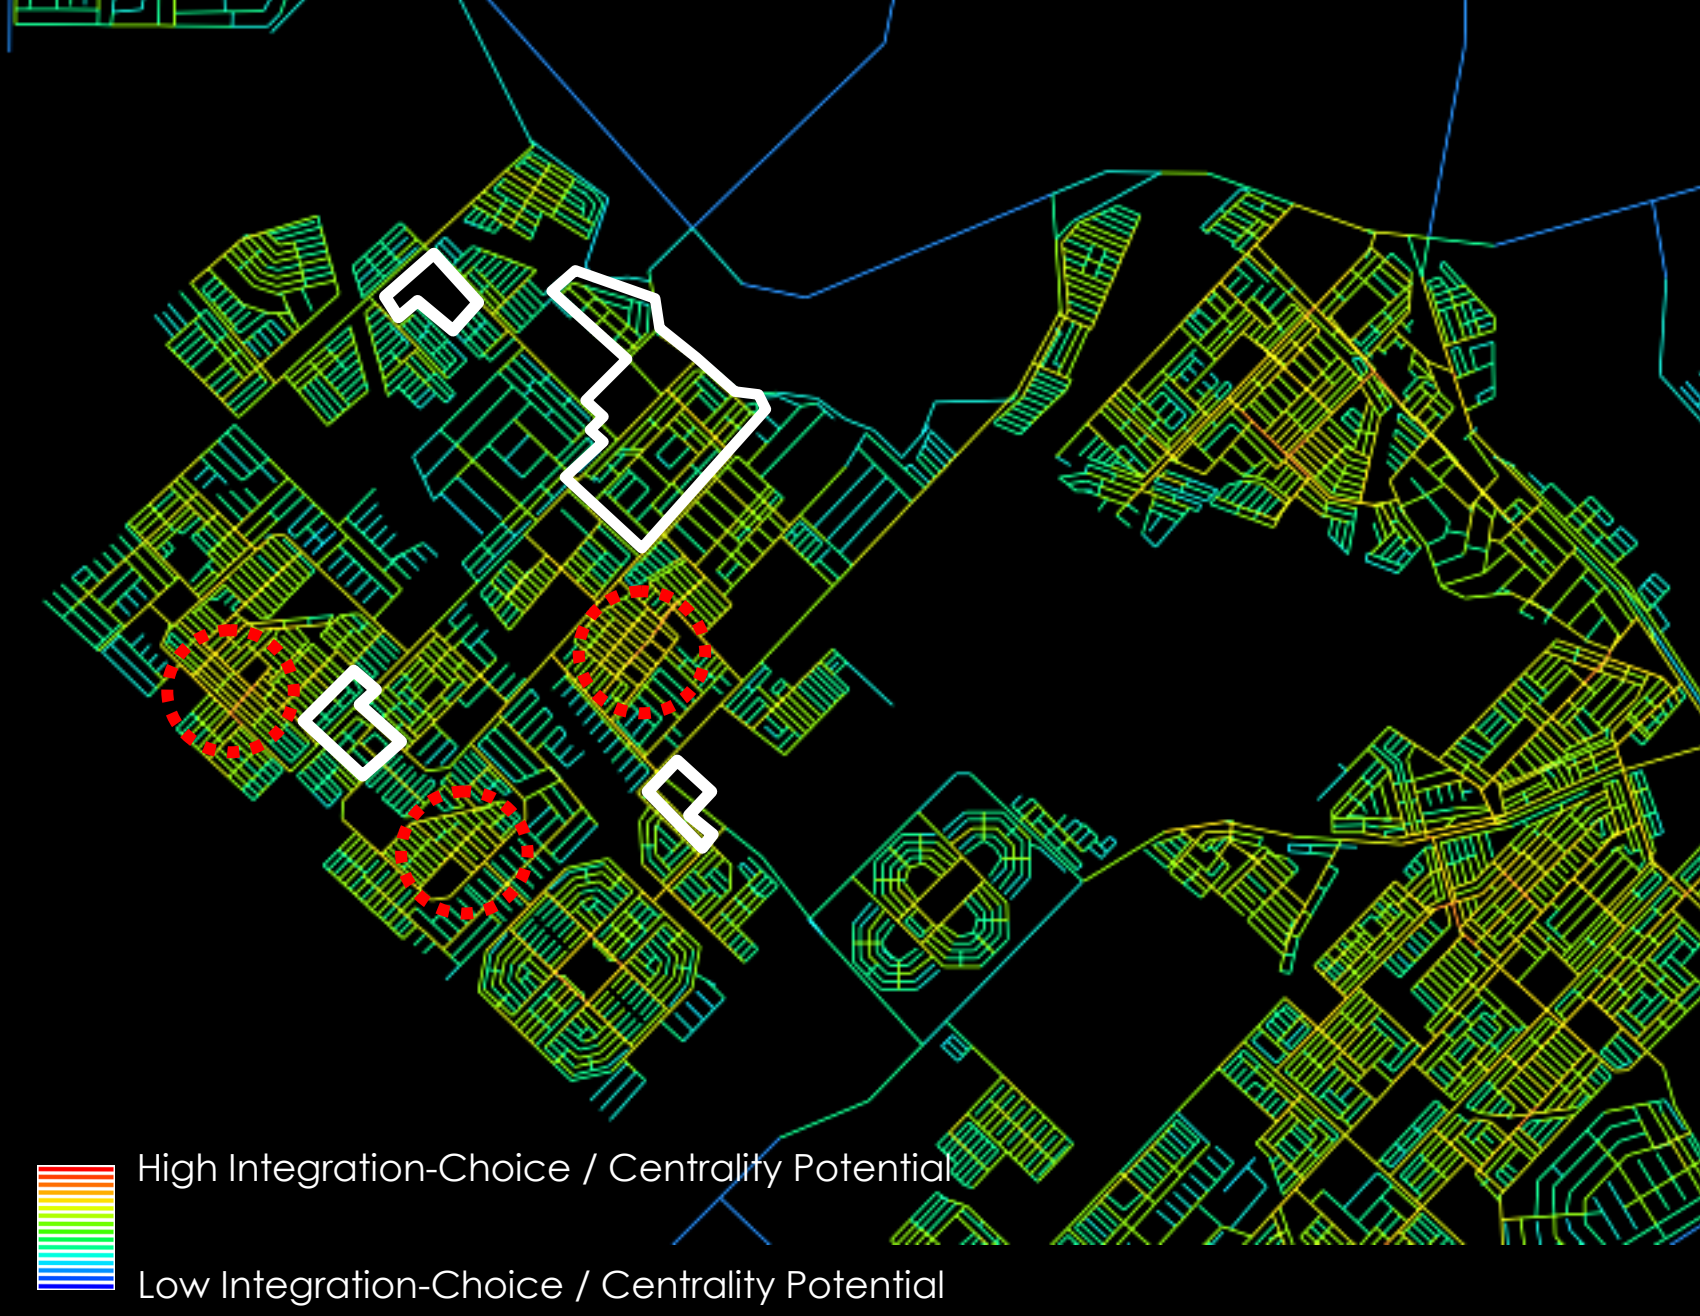 High Integration-Choice / Centrality Potential
Low Integration-Choice / Centrality Potential